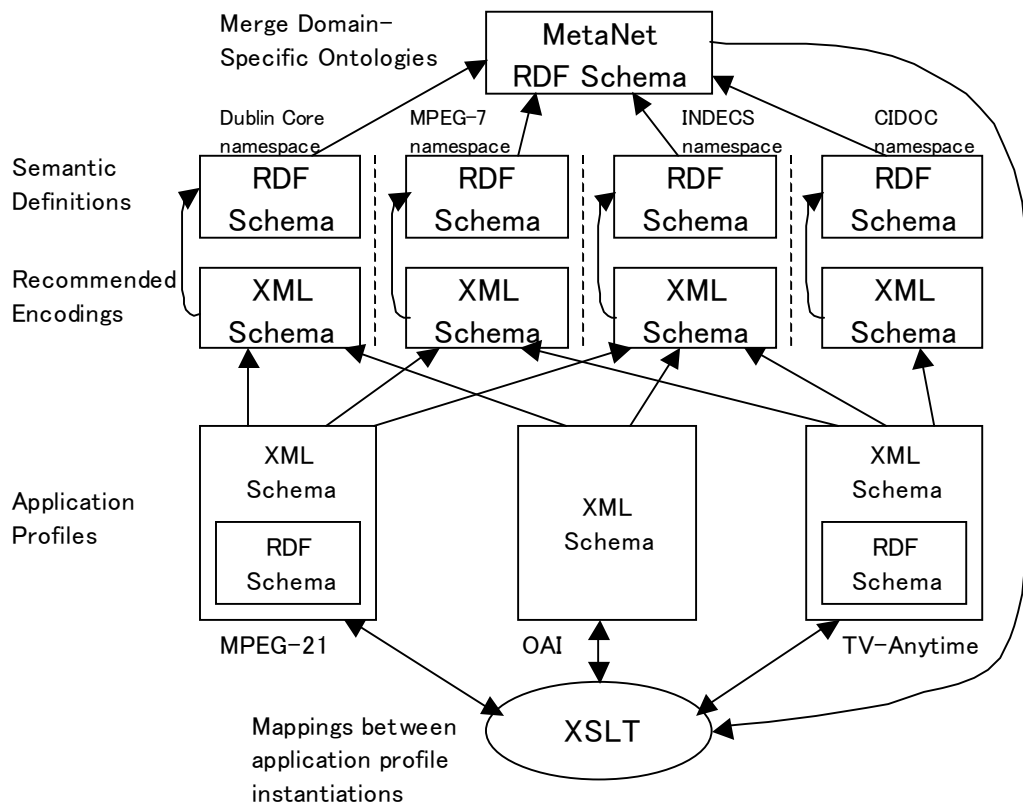 Merge Domain-
Specific Ontologies
MetaNet
RDF Schema
Dublin Core
namespace
MPEG-7
namespace
INDECS
namespace
CIDOC
namespace
Semantic
Definitions
RDF
Schema
RDF
Schema
RDF
Schema
RDF
Schema
Recommended
Encodings
XML
Schema
XML
Schema
XML
Schema
XML
Schema
Application
Profiles
XML
Schema
RDF
Schema
MPEG-21
XML
Schema
OAI
XML
Schema
RDF
Schema
TV-Anytime
Mappings between
application profile
instantiations
XSLT